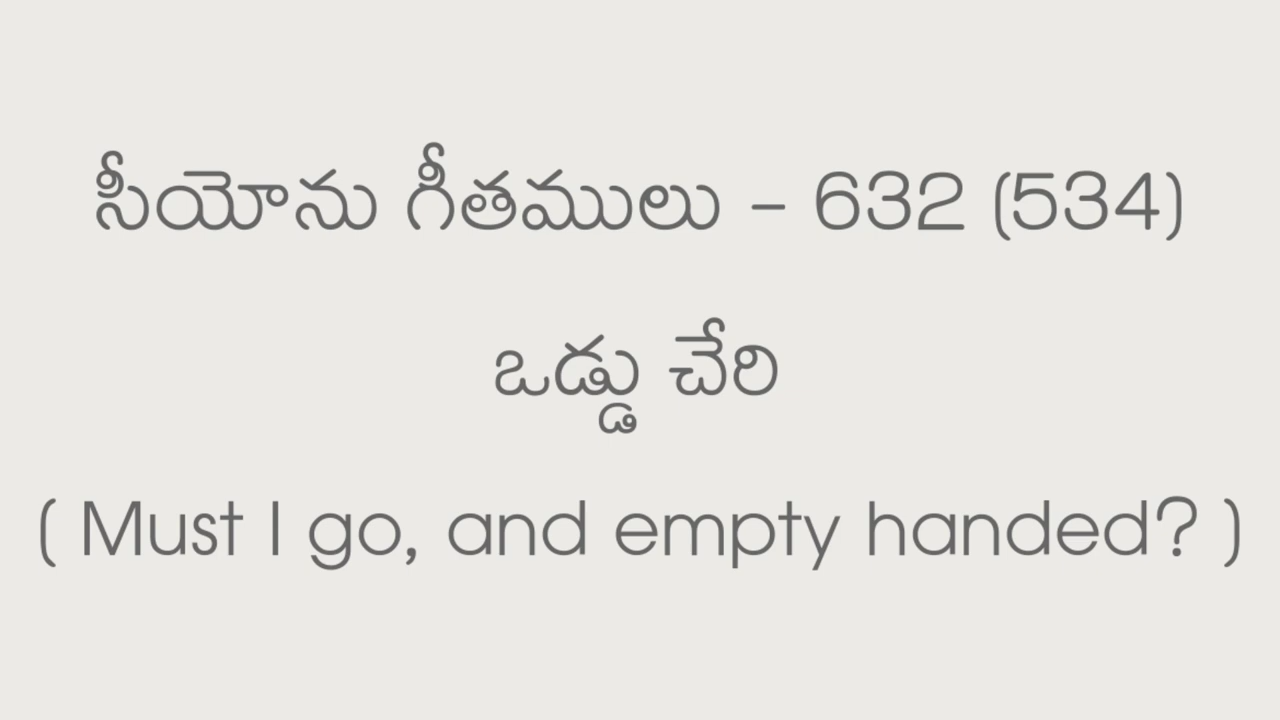 సీయోను గీతములు - 632 (534)
ఒడ్డు చేరి
( Must I go, and empty handed? )